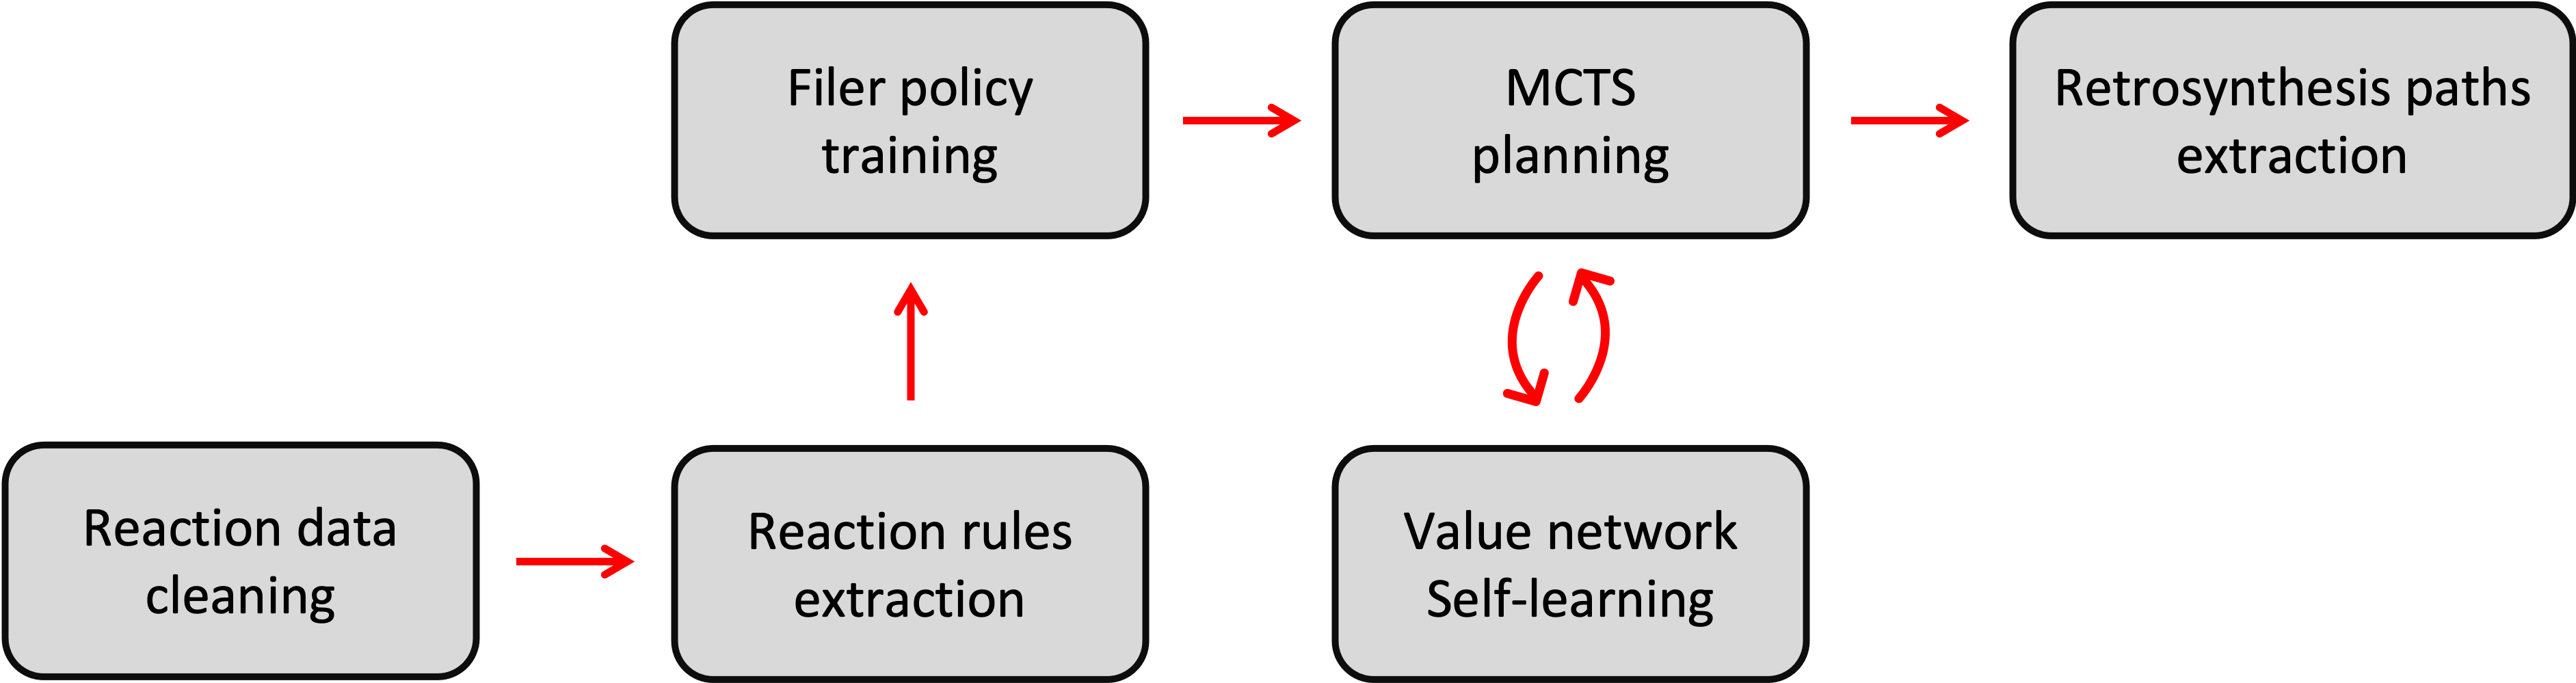 Filer policy
training
MCTS
planning
Retrosynthesis paths
extraction
Reaction data
cleaning
Reaction rules
extraction
Value network
Self-learning